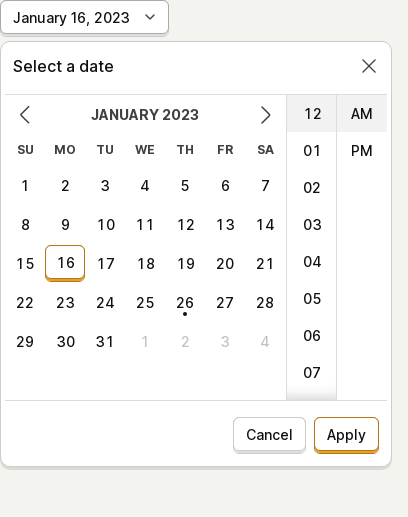 January 16, 2023
Select a date
JANUARY 2023
SU MO TU WE TH FR SA
1 2 3 4 5 6 7
8 9 10 11 12 13 14
15 16 17 18 19 20 21
22 23 24 25 26 27 28
29 30 31 1 2 3 4
12 AM
01 PM
02
03
04
05
06
07
Cancel Apply